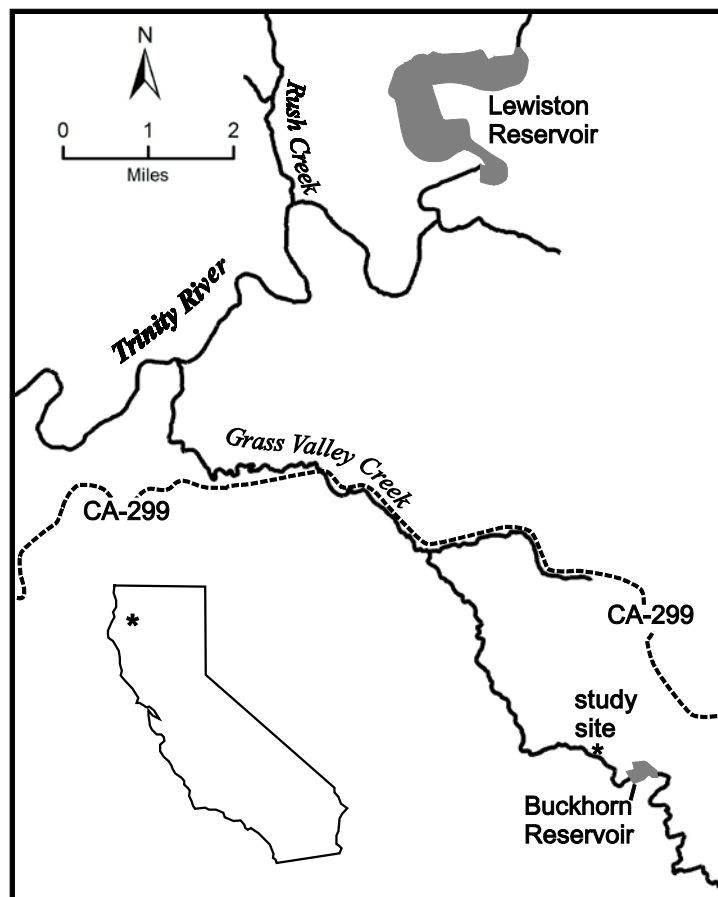 N
0 1 2
Miles
Rush Creek
Lewiston
Reservoir
Trinity River
Grass Valley Creek
CA-299
CA-299
*
study
site
*
Buckhorn
Reservoir